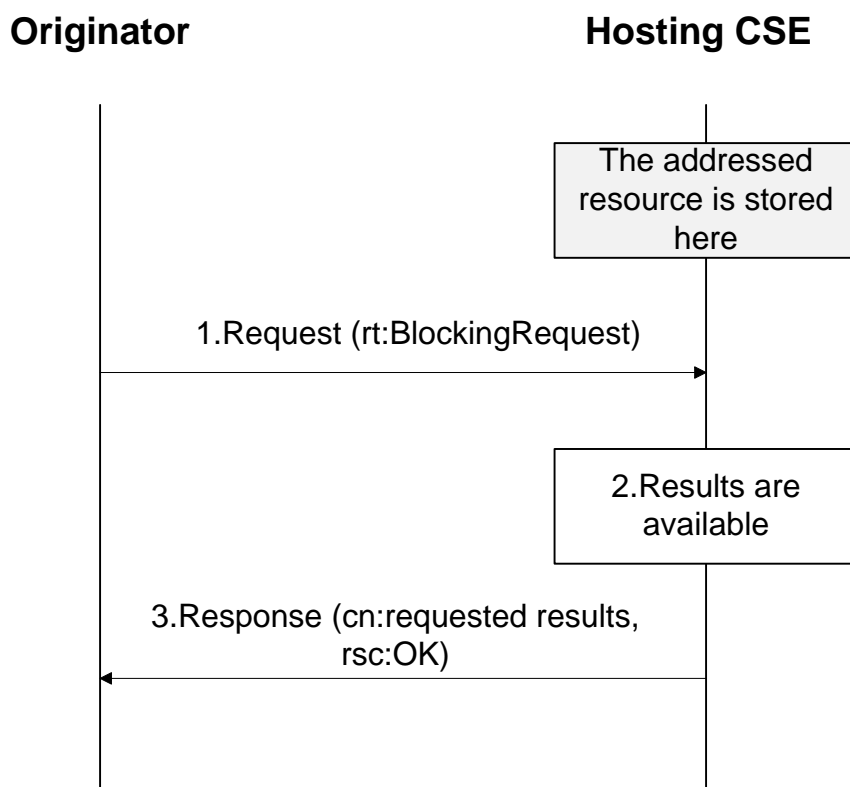 Originator
Hosting CSE
The addressed
resource is stored
here
1.Request (rt:BlockingRequest)
2.Results are
available
3.Response (cn:requested results,
rsc:OK)